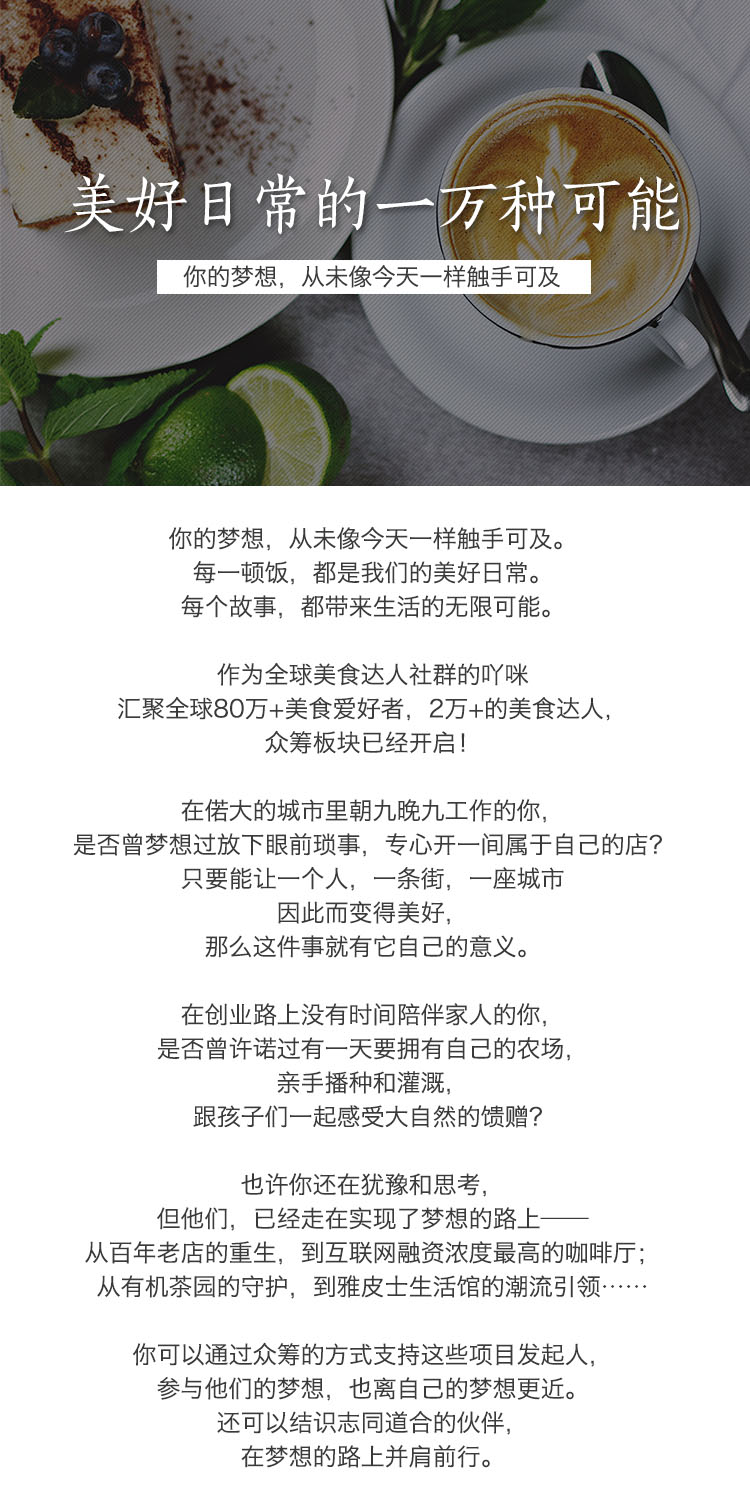 美好日常的一万种可能
你的梦想，从未像今天一样触手可及
你的梦想，从未像今天一样触手可及。
每一顿饭，都是我们的美好日常。
每个故事，都带来生活的无限可能。
作为全球美食达人社群的吖咪
汇聚全球80万+美食爱好者，2万+的美食达人，
众筹板块已经开启！
在偌大的城市里朝九晚九工作的你，
是否曾梦想过放下眼前琐事，专心开一间属于自己的店？
只要能让一个人，一条街，一座城市
因此而变得美好，
那么这件事就有它自己的意义。
在创业路上没有时间陪伴家人的你，
是否曾许诺过有一天要拥有自己的农场，
亲手播种和灌溉，
跟孩子们一起感受大自然的馈赠？
也许你还在犹豫和思考，
但他们，已经走在实现了梦想的路上——
从百年老店的重生，到互联网融资浓度最高的咖啡厅；
从有机茶园的守护，到雅皮士生活馆的潮流引领……
你可以通过众筹的方式支持这些项目发起人，
参与他们的梦想，也离自己的梦想更近。
还可以结识志同道合的伙伴，
在梦想的路上并肩前行。